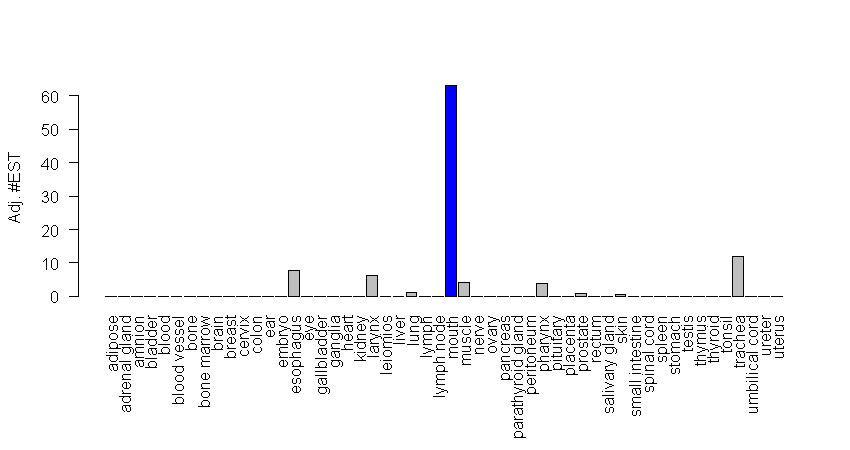 Adj. #EST
60
50
40
30
20
10
0
adipose
adrenal gland
amnion
bladder
blood
blood vessel
bone
bone marrow
brain
breast
cervix
colon
ear
embryo
esophagus
eye
gallbladder
ganglia
heart
kidney
larynx
leiomios
liver
lung
lymph
lymph node
mouth
muscle
nerve
ovary
pancreas
parathyroid gland
peritoneum
pharynx
pituitary
placenta
prostate
rectum
salivary gland
skin
small intestine
spinal cord
spleen
stomach
testis
thymus
thyroid
tonsil
trachea
umbilical cord
ureter
uterus